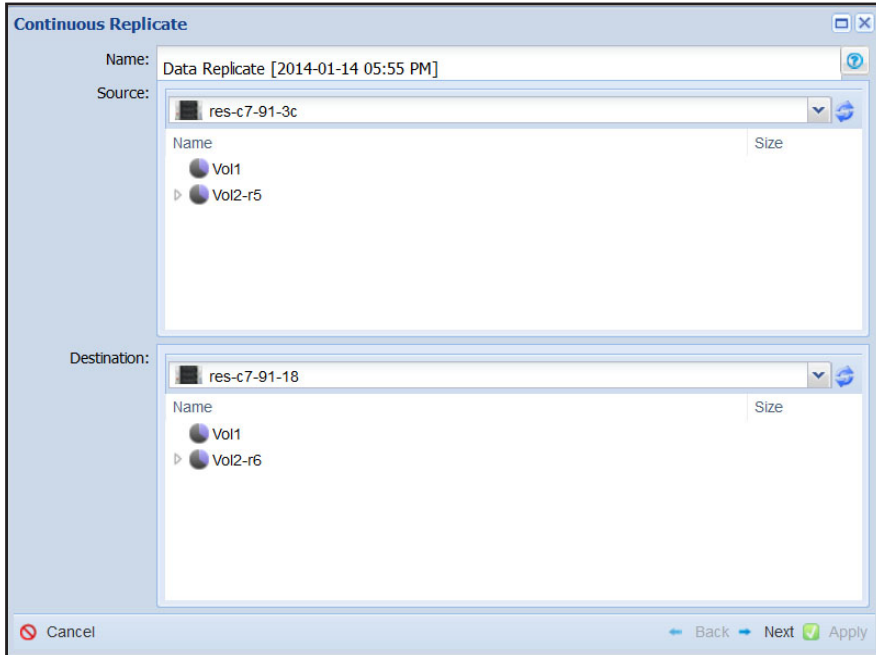 Continuous Replicate
Name: Data Replicate [2014-01-14 05:55 PM]
Source:
res-c7-91-3c
Name Size
Vol1
Vol2-r5
Destination:
res-c7-91-18
Name Size
Vol1
Vol2-r6
Cancel Back Next Apply